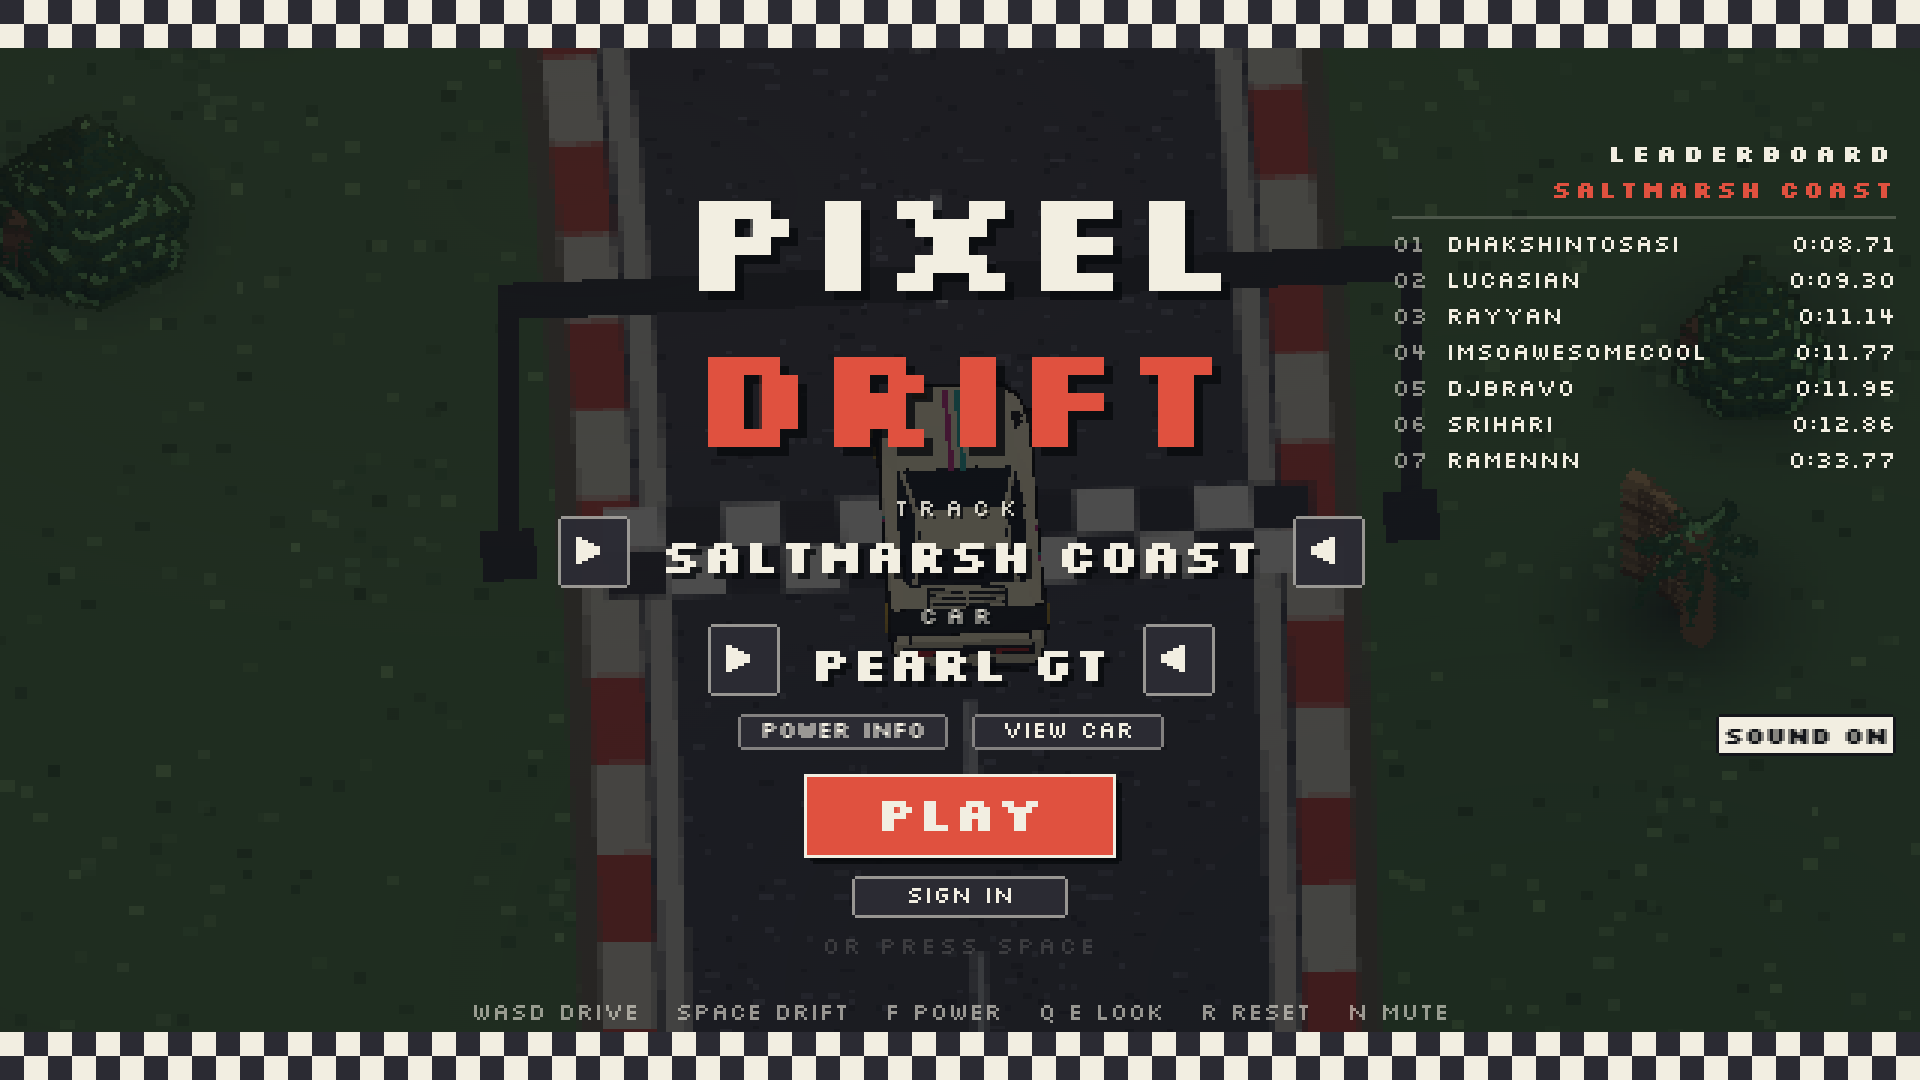 PIXEL
DRIFT
TRACK
SALTMARSH COAST
CAR
PEARL GT
POWER INFO
VIEW CAR
PLAY
SIGN IN
OR PRESS SPACE
LEADERBOARD
SALTMARSH COAST
01 DHAKSHINTOSASI 0:08.71
02 LUCASIAN 0:09.30
03 RAYYAN 0:11.14
04 IMSOAWESOMECOOL 0:11.77
05 DJBRAVO 0:11.95
06 SRIHARI 0:12.86
07 RAMENNN 0:33.77
SOUND ON
WASD DRIVE SPACE DRIFT F POWER Q E LOOK R RESET N MUTE